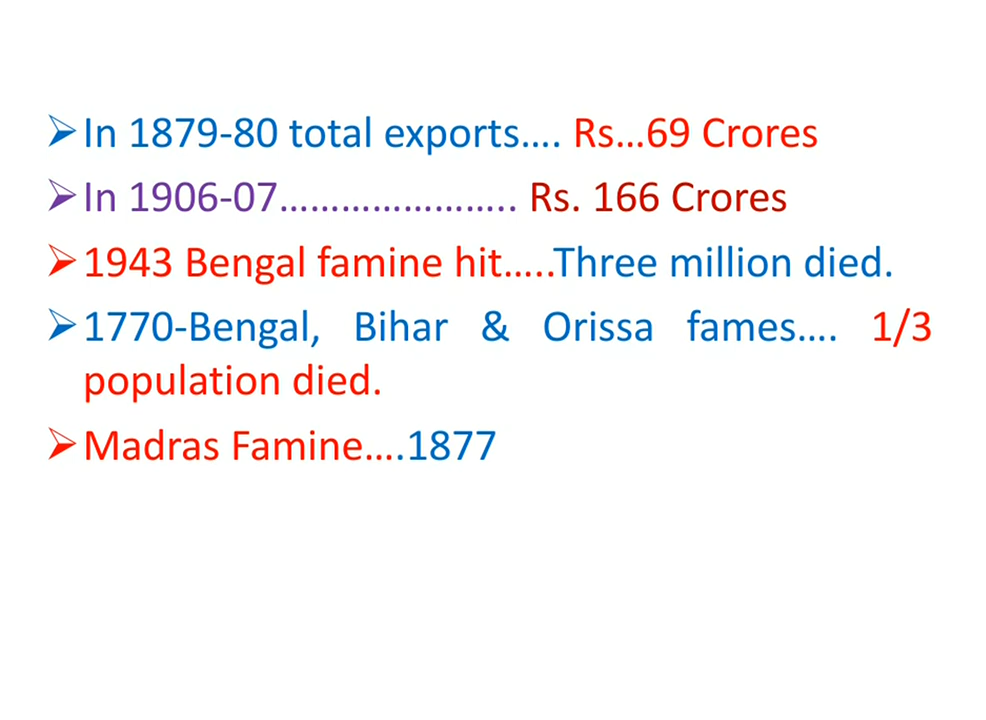 ➢In 1879-80 total exports…. Rs…69 Crores
➢In 1906-07………………….. Rs. 166 Crores
➢1943 Bengal famine hit…..Three million died.
➢1770-Bengal, Bihar & Orissa fames…. 1/3
population died.
➢Madras Famine….1877